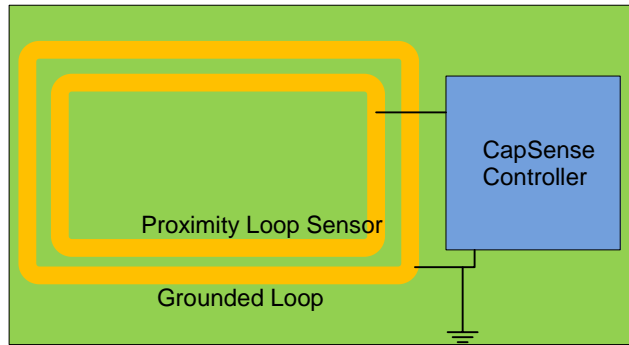 CapSense
Controller
Proximity Loop Sensor
Grounded Loop